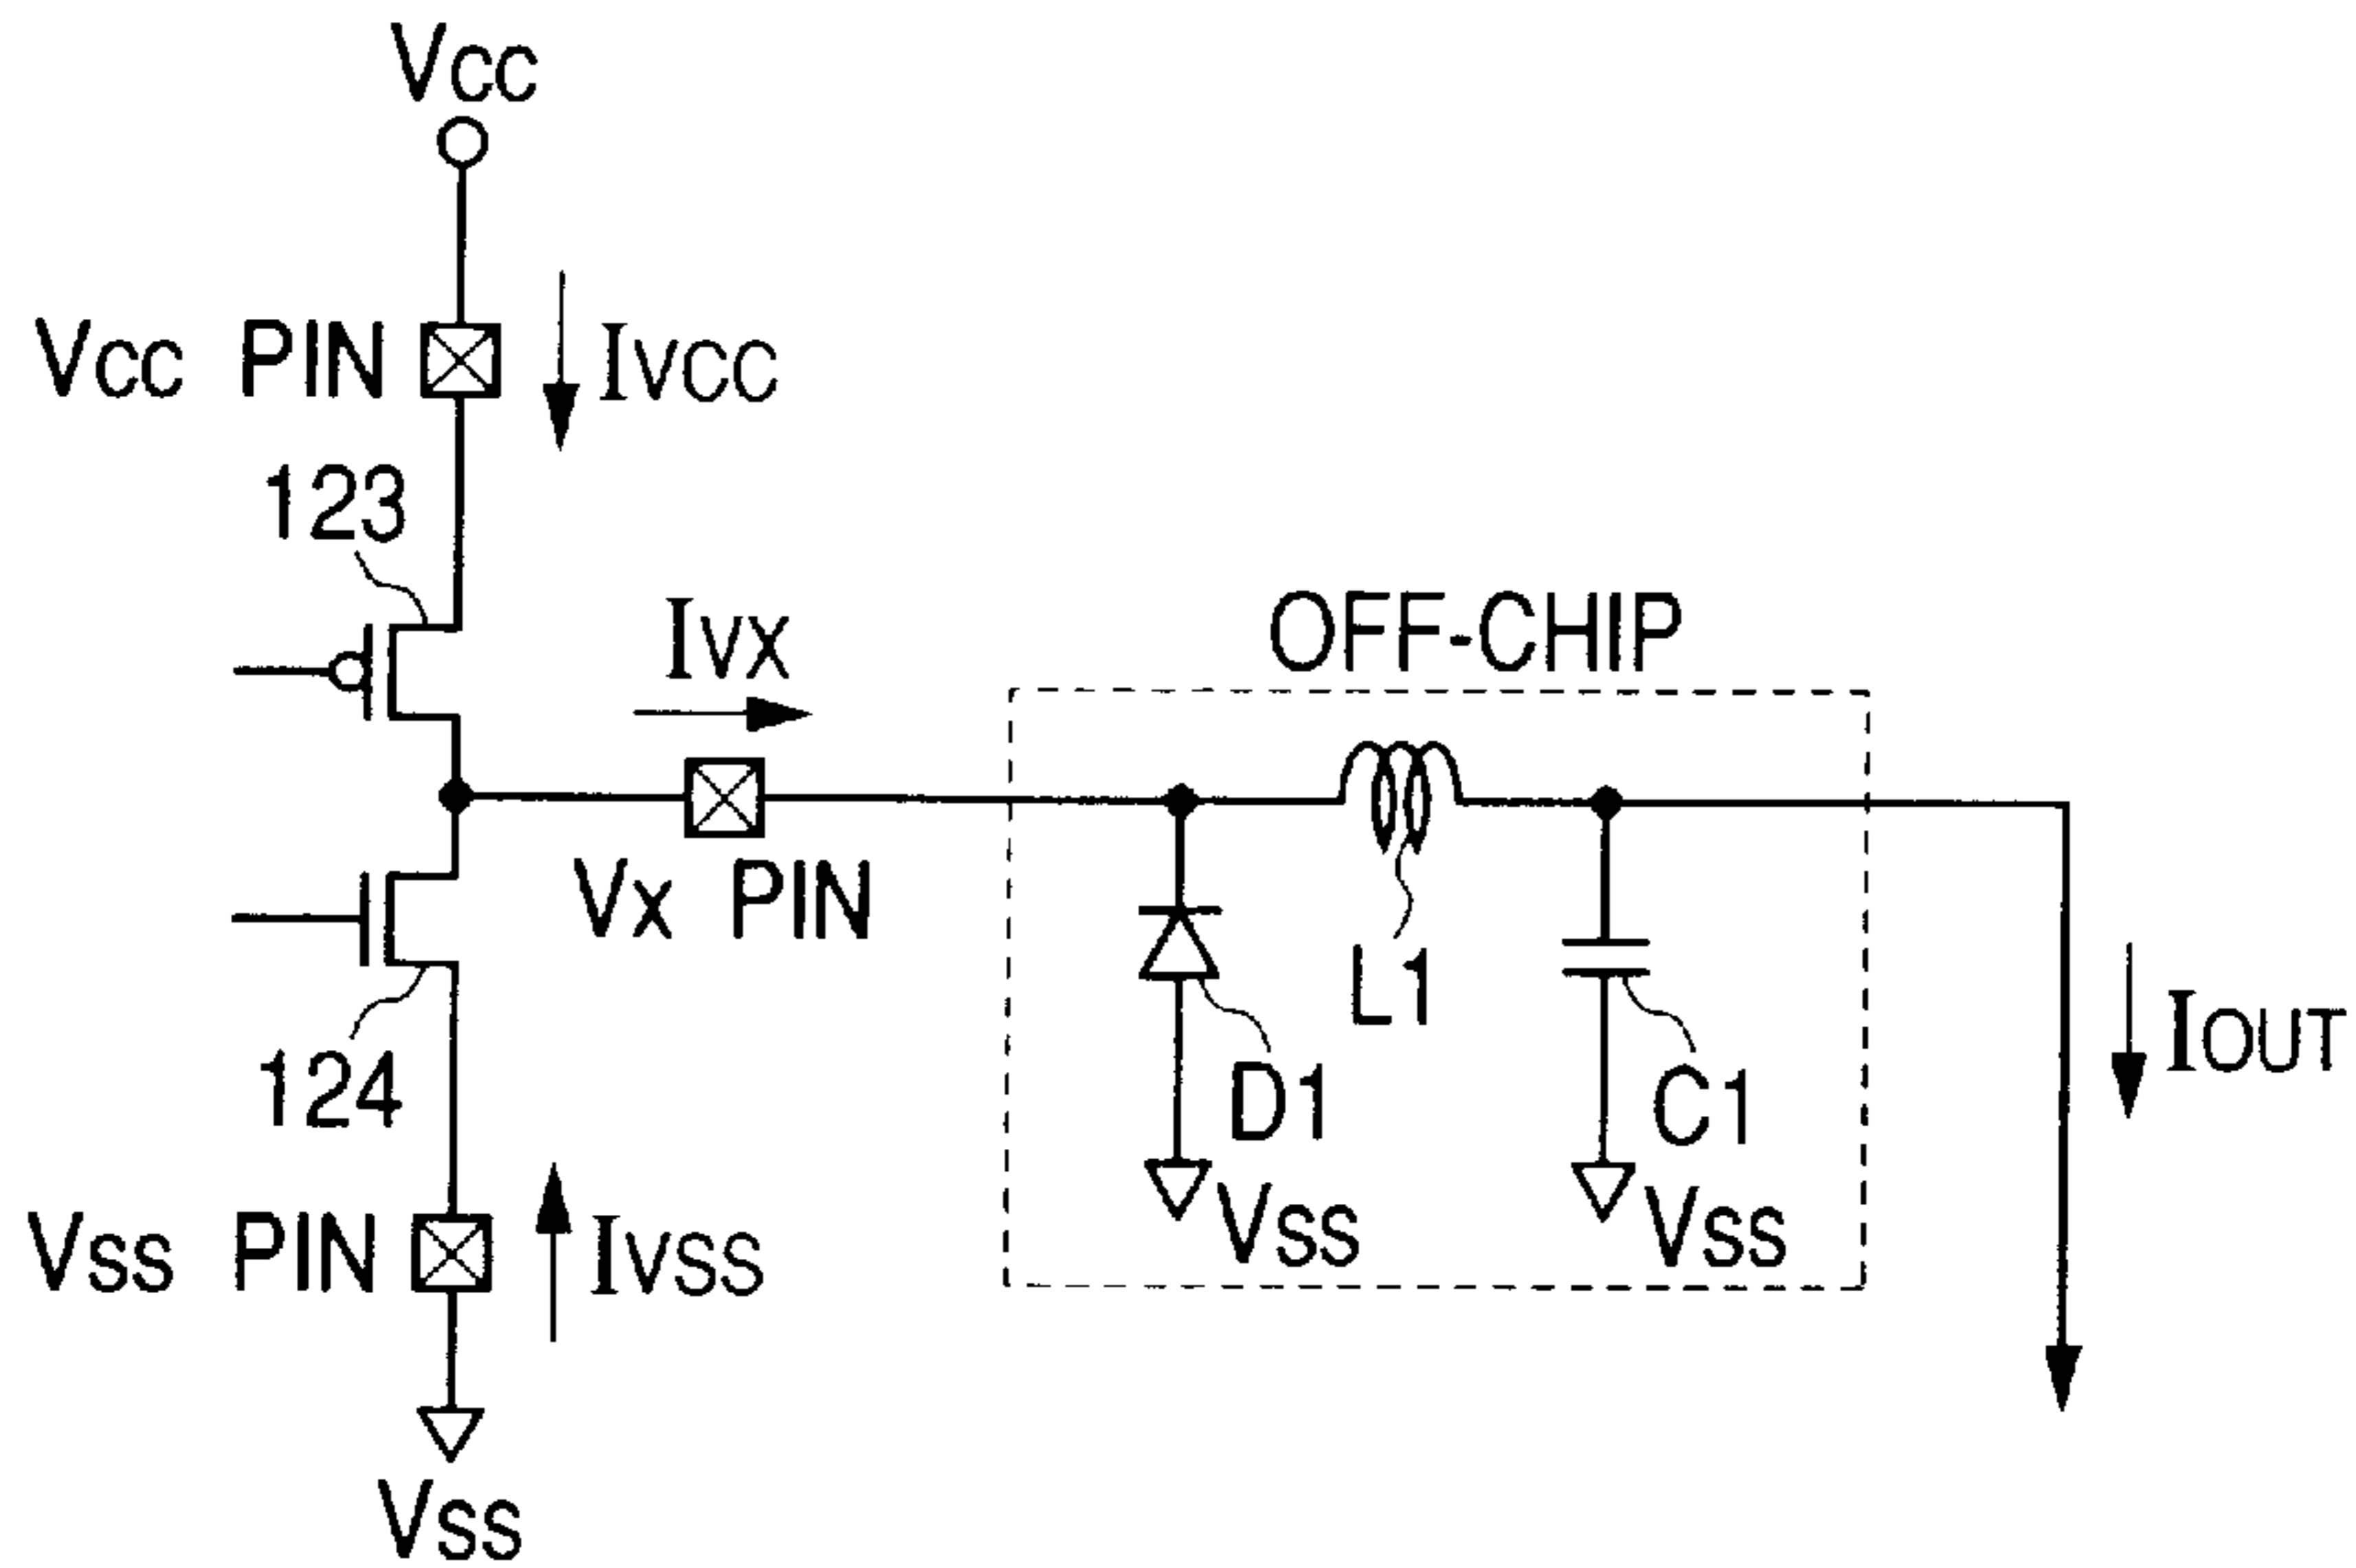 Vcc
Vcc PIN
IVCC
123
IVX
OFF-CHIP
Vx PIN
L1
124
D1
C1
IOUT
Vss PIN
IVSS
Vss
Vss
Vss